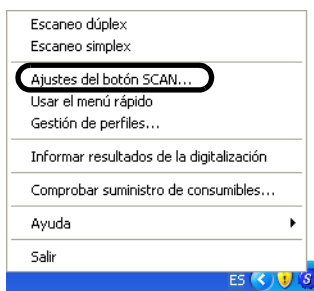 Escaneo dúplex
Escaneo simplex
Ajustes del botón SCAN...
Usar el menú rápido
Gestión de perfiles...
Informar resultados de la digitalización
Comprobar suministro de consumibles...
Ayuda
Salir
ES
S